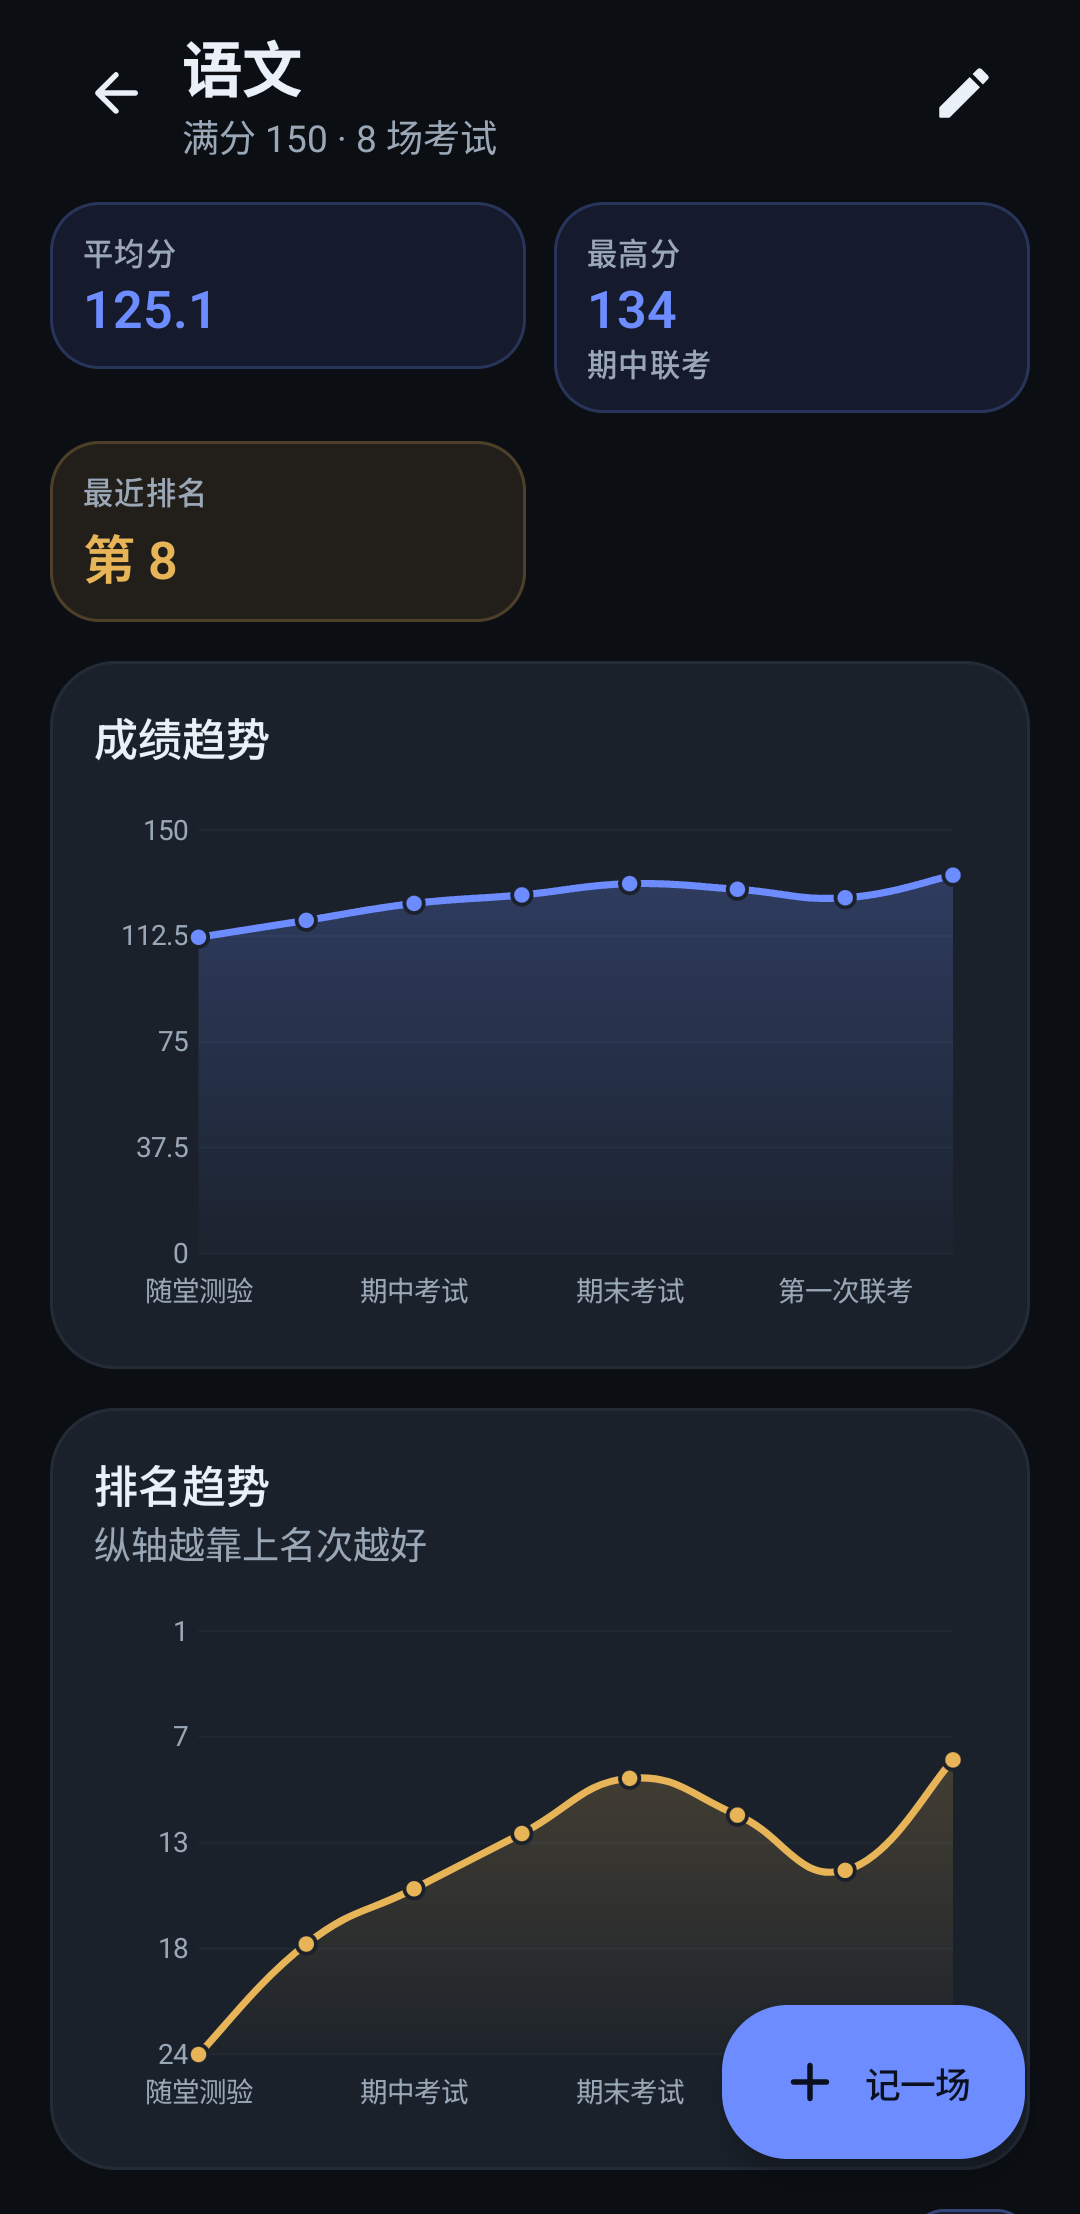 语文
满分 150 · 8 场考试
平均分
125.1
最高分
134
期中联考
最近排名
第 8
成绩趋势
150
112.5
75
37.5
0
随堂测验 期中考试 期末考试 第一次联考
排名趋势
纵轴越靠上名次越好
1
7
13
18
24
随堂测验 期中考试 期末考试
记一场